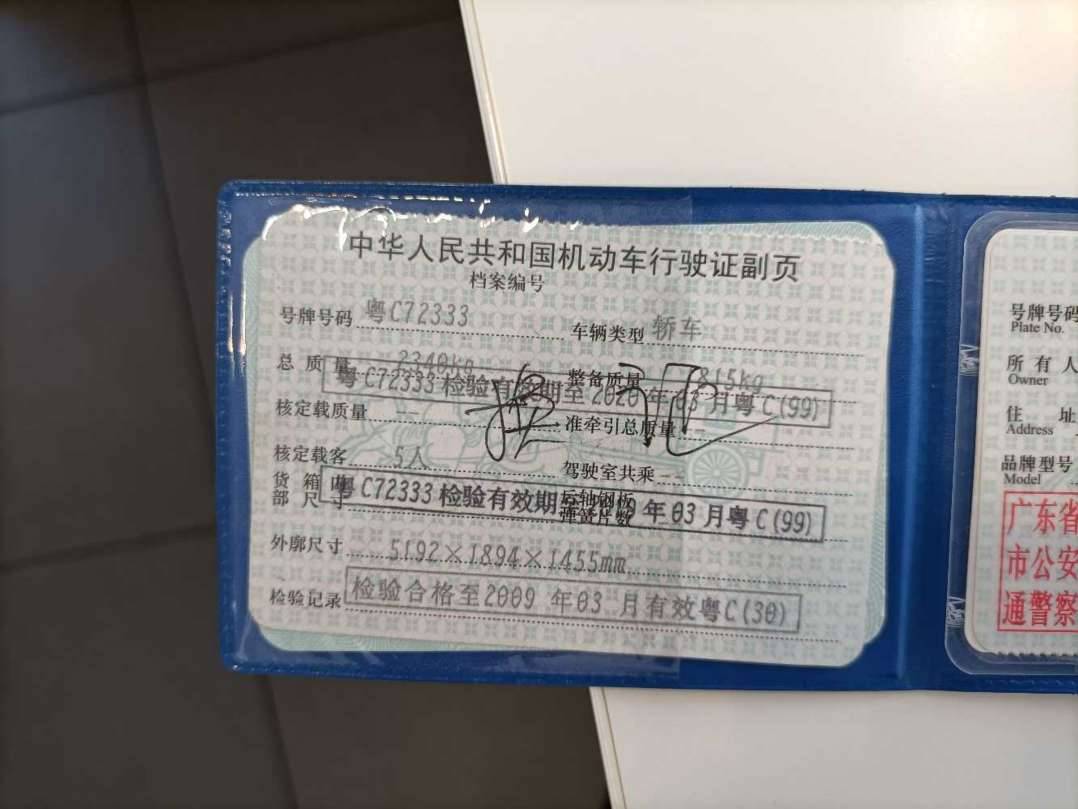 中华人民共和国机动车行驶证副页
档案编号
号牌号码 粤C72333 车辆类型 轿车
总质量 2340kg 整备质量 1815kg
粤C72333检验有效期至2020年03月粤C(99)
核定载质量 -- 准牵引总质量 --
核定载客 5人 驾驶室共乘 --
货箱内部尺寸 后轴钢板弹簧片数
粤C72333检验有效期 年03月粤C(99)
外廓尺寸 5192×1894×1455mm
检验记录 检验合格至2009年03月有效粤C(30)
号牌号码
Plate No.
所有人
Owner
住址
Address
品牌型号
Model
广东省
市公安
通警察